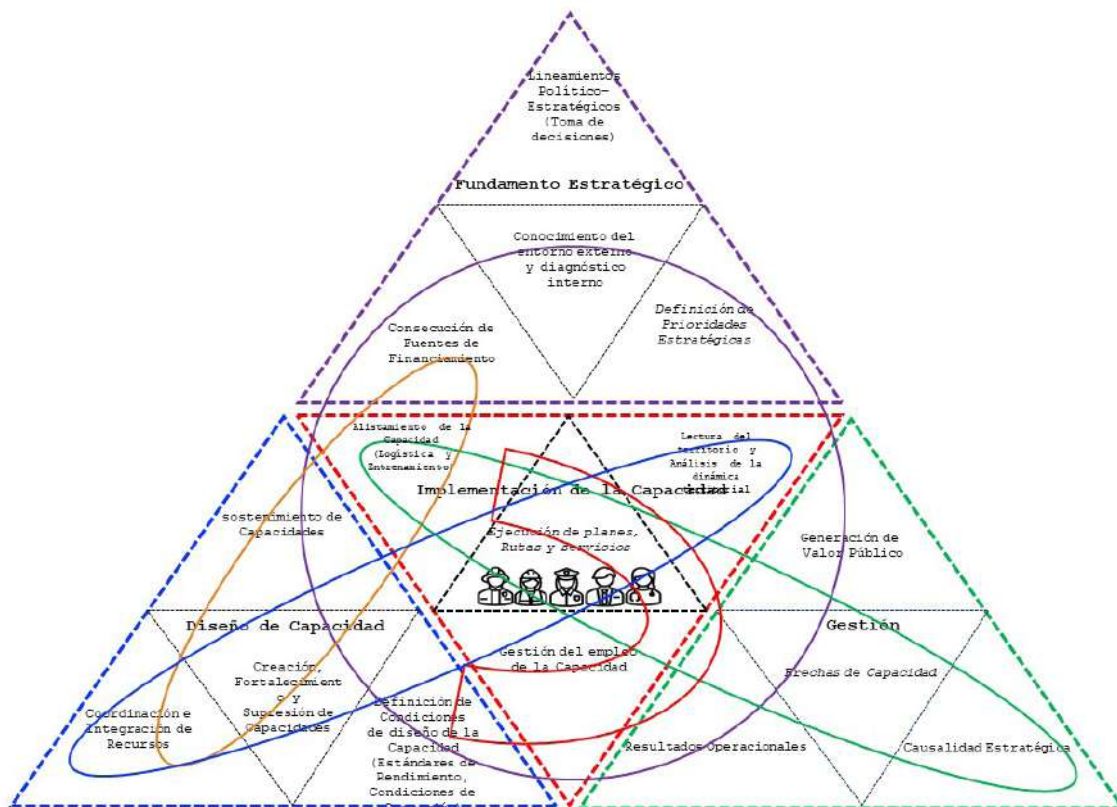 Lineamientos
Político-
Estratégicos
(Toma de
decisiones)
Fundamento Estratégico
Conocimiento del
entorno externo
y diagnóstico
interno
Definición de
Prioridades
Estratégicas
Consecución de
Fuentes de
Financiamiento
Alistamiento de la
Capacidad
(Logística y
Entrenamiento)
Lectura del
territorio y
Análisis de la
dinámica
Implementación de la Capacidad
Ejecución de planes,
Rutas y servicios
sostenimiento de
Capacidades
Generación de
Valor Público
Diseño de Capacidad
Gestión
Creación,
Fortalecimient
o y
Supresión de
Capacidades
Gestión del empleo
de la Capacidad
Brechas de Capacidad
Coordinación e
Integración de
Recursos
Definición de
Condiciones
de diseño de la
Capacidad
(Estándares de
Rendimiento,
Condiciones de
Resultados Operacionales
Causalidad Estratégica